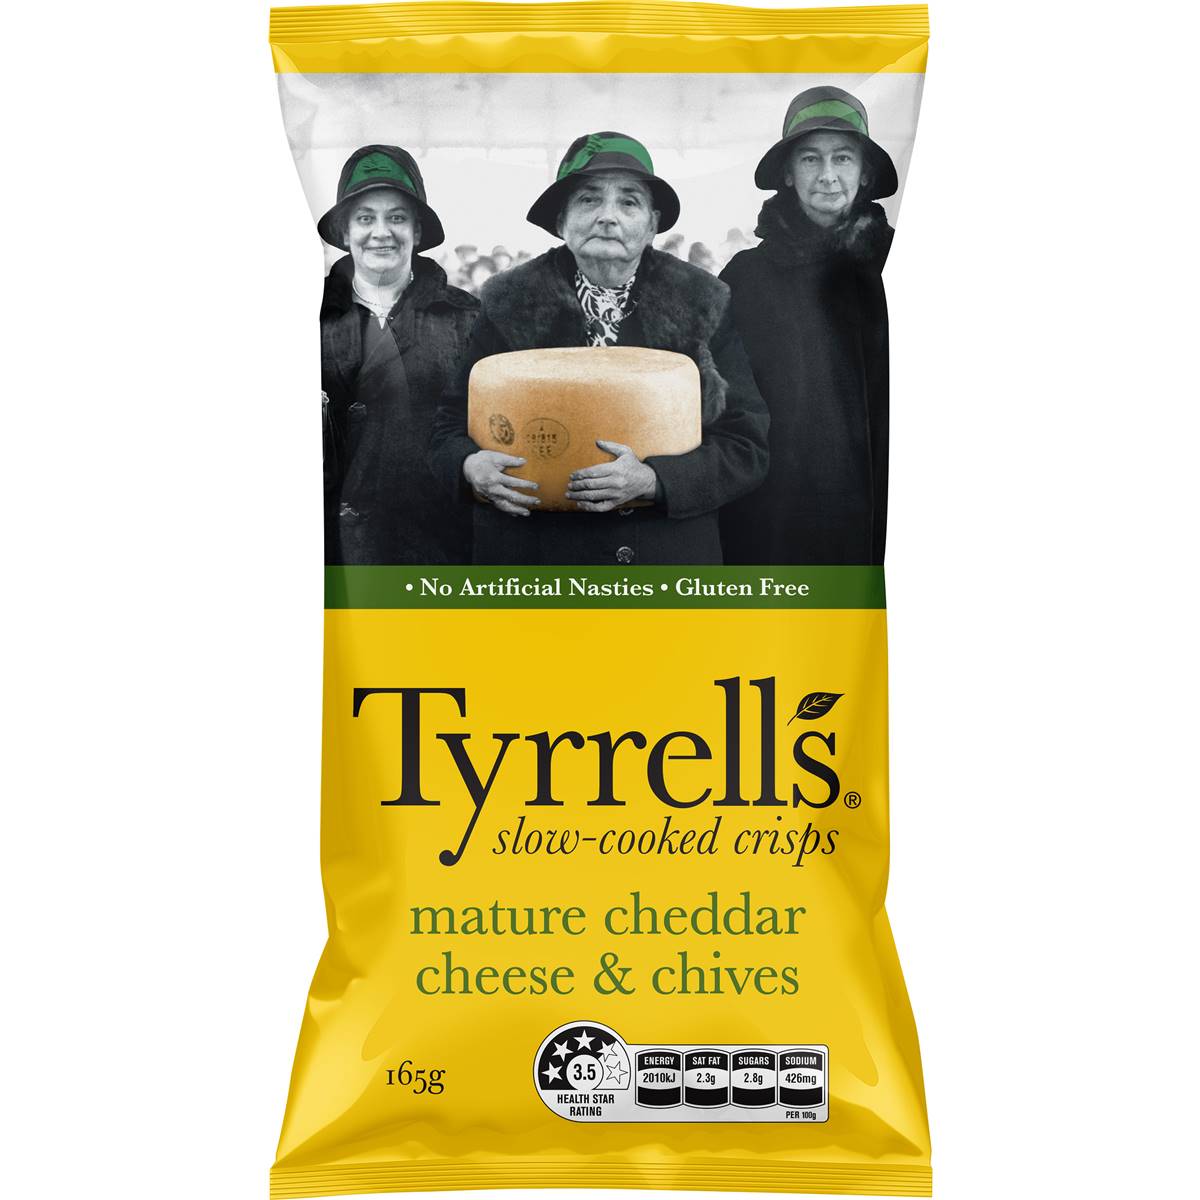 • No Artificial Nasties • Gluten Free
Tyrrell's®
slow-cooked crisps
mature cheddar
cheese & chives
165g
3.5
HEALTH STAR
RATING
ENERGY
2010kJ
SAT FAT
2.3g
SUGARS
2.8g
SODIUM
426mg
PER 100g